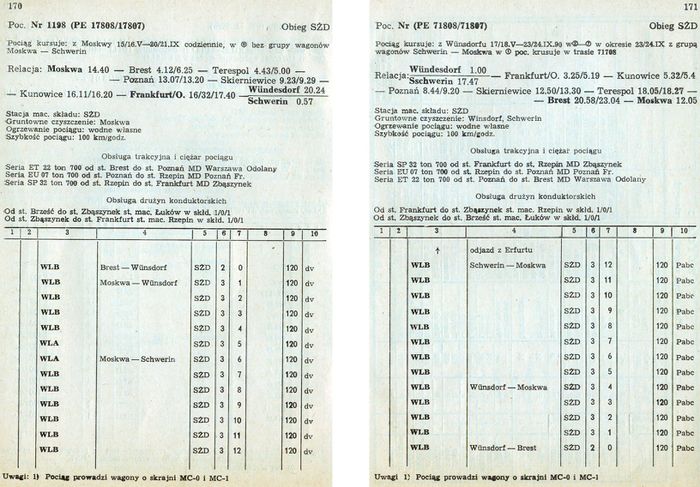 170
Poc. Nr 1198 (PE 17808/17807) Obieg SŻD
Pociąg kursuje: z Moskwy 15/16.V—20/21.IX codziennie, w ® bez grupy wagonów
Moskwa — Schwerin
Relacja: Moskwa 14.40 — Brest 4.12/6.25 — Terespol 4.43/5.00 —
— Poznań 13.07/13.20 — Skierniewice 9.23/9.29 —
— Kunowice 16.11/16.20 — Frankfurt/O. 16/32/17.40 Wündesdorf 20.24
Schwerin 0.57
Stacja mac. składu: SŻD
Gruntowne czyszczenie: Moskwa
Ogrzewanie pociągu: wodne własne
Szybkość pociągu: 100 km/godz.
Obsługa trakcyjna i ciężar pociągu
Seria ET 22 ton 700 od st. Brest do st. Poznań MD Warszawa Odolany
Seria EU 07 ton 700 od st. Poznań do st. Rzepin MD Poznań Fr.
Seria SP 32 ton 700 od st. Rzepin do st. Frankfurt MD Zbąszynek
Obsługa drużyn konduktorskich
Od st. Brześć do st. Zbąszynek st. mac. Łuków w skłd. 1/0/1
Od st. Zbąszynek do st. Frankfurt st. mac. Rzepin w skłd. 1/0/1
1 2 3 4 5 6 7 8 9 10
WLB Brest — Wünsdorf SŻD 2 0 120 dv
WLB Moskwa — Wünsdorf SŻD 3 1 120 dv
WLB SŻD 3 2 120 dv
WLB SŻD 3 3 120 dv
WLB SŻD 3 4 120 dv
WLA SŻD 3 5 120 dv
WLA Moskwa — Schwerin SŻD 3 6 120 dv
WLB SŻD 3 7 120 dv
WLB SŻD 3 8 120 dv
WLB SŻD 3 9 120 dv
WLB SŻD 3 10 120 dv
WLB SŻD 3 11 120 dv
WLB SŻD 3 12 120 dv
Uwagi: 1) Pociąg prowadzi wagony o skrajni MC-0 i MC-1
171
Poc. Nr (PE 71808/71807) Obieg SŻD
Pociąg kursuje: z Wünsdorfu 17/18.V—23/24.IX.90 w②—⑦ w okresie 23/24.IX z grupą
wagonów Schwerin — Moskwa w ① poc. kursuje w trasie 71708
Relacja: Wündesdorf 1.00
Sschwerin 17.47 — Frankfurt/O. 3.25/5.19 — Kunowice 5.32/5.4
— Poznań 8.44/9.20 — Skierniewice 12.50/13.30 — Terespol 18.05/18.27 —
— Brest 20.58/23.04 — Moskwa 12.05
Stacja mac. składu: SŻD
Gruntowne czyszczenie: Winsdorf, Schwerin
Ogrzewanie pociągu: wodne własne
Szybkość pociągu: 100 km/godz.
Obsługa trakcyjna i ciężar pociągu
Seria SP 32 ton 700 od st. Frankfurt do st. Rzepin MD Zbąszynek
Seria EU 07 ton 700 od st. Rzepin do st. Poznań MD Poznań Fr.
Seria ET 22 ton 700 od st. Poznań do st. Brest MD Warszawa Odolany
Obsługa drużyn konduktorskich
Od st. Frankfurt do st. Zbąszynek st. mac. Rzepin w skłd. 1/0/1
Od st. Zbąszynek do st. Brześć st. mac. Łuków w skłd. 1/0/1
1 2 3 4 5 6 7 8 9 10
↑ odjazd z Erfurtu
WLB Schwerin — Moskwa SŻD 3 12 120 Pabc
WLB SŻD 3 11 120 Pabc
WLB SŻD 3 10 120 Pabc
WLB SŻD 3 9 120 Pabc
WLB SŻD 3 8 120 Pabc
WLB SŻD 3 7 120 Pabc
WLB SŻD 3 6 120 Pabc
WLB SŻD 3 5 120 Pabc
WLB Wünsdorf — Moskwa SŻD 3 4 120 Pabc
WLB SŻD 3 3 120 Pabc
WLB SŻD 3 2 120 Pabc
WLB SŻD 3 1 120 Pabc
WLB Wünsdorf — Brest SŻD 2 0 120 Pabc
Uwagi 1) Pociąg prowadzi wagony o skrajni MC-0 i MC-1